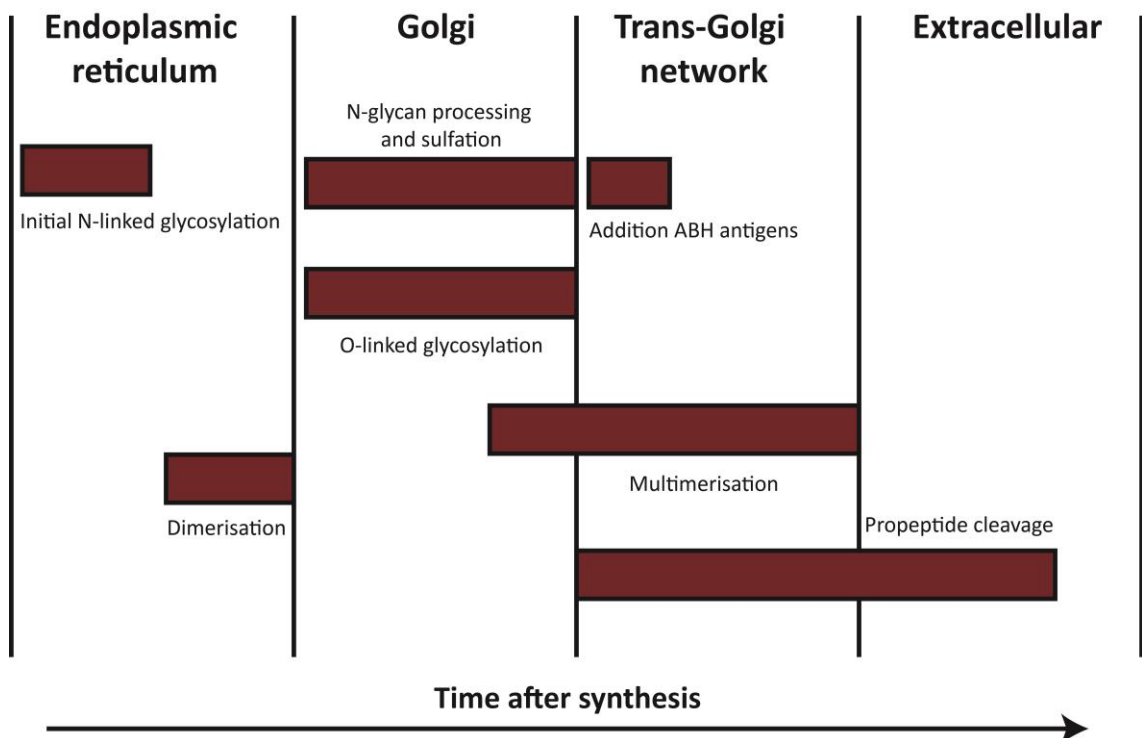 Endoplasmic
reticulum
Golgi
Trans-Golgi
network
Extracellular
N-glycan processing
and sulfation
Initial N-linked glycosylation
Addition ABH antigens
O-linked glycosylation
Multimerisation
Dimerisation
Propeptide cleavage
Time after synthesis